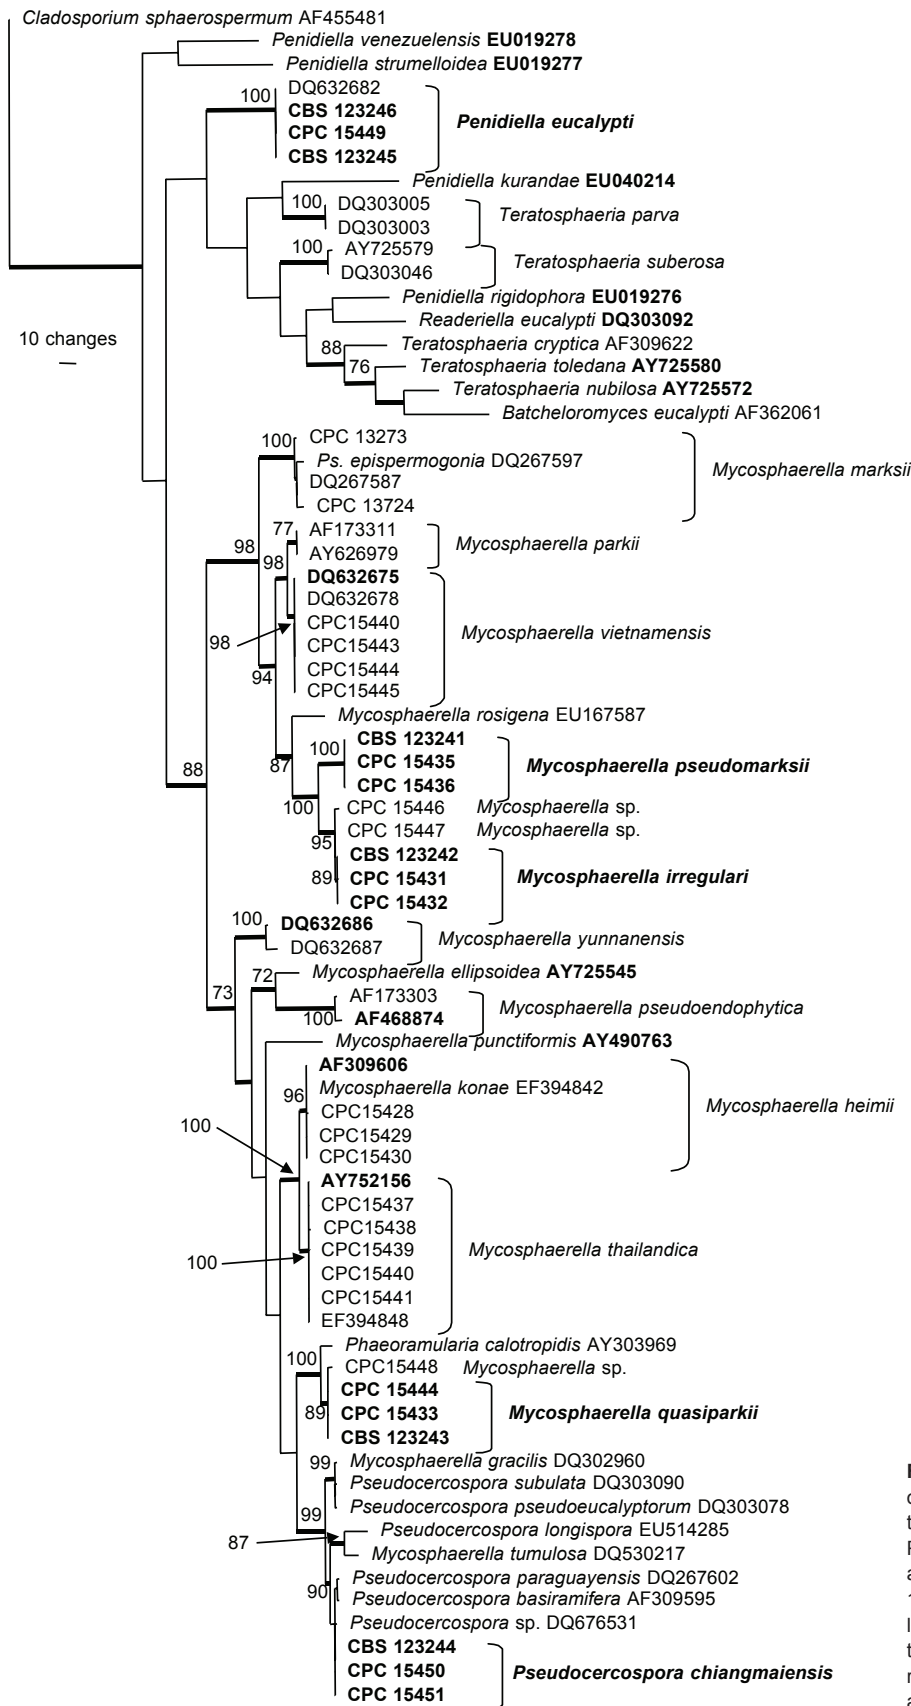 Cladosporium sphaerospermum AF455481
Penidiella venezuelensis EU019278
Penidiella strumelloidea EU019277
100 DQ632682
CBS 123246
CPC 15449
CBS 123245
Penidiella eucalypti
Penidiella kurandae EU040214
100 DQ303005
DQ303003
Teratosphaeria parva
100 AY725579
DQ303046
Teratosphaeria suberosa
Penidiella rigidophora EU019276
Readeriella eucalypti DQ303092
10 changes
88 Teratosphaeria cryptica AF309622
76 Teratosphaeria toledana AY725580
Teratosphaeria nubilosa AY725572
Batcheloromyces eucalypti AF362061
100 CPC 13273
Ps. epispermogonia DQ267597
DQ267587
CPC 13724
Mycosphaerella marksii
98
77 AF173311
AY626979
Mycosphaerella parkii
98
DQ632675
DQ632678
CPC15440
CPC15443
CPC15444
CPC15445
Mycosphaerella vietnamensis
98
94
Mycosphaerella rosigena EU167587
87
100 CBS 123241
CPC 15435
CPC 15436
Mycosphaerella pseudomarksii
88
100
CPC 15446 Mycosphaerella sp.
CPC 15447 Mycosphaerella sp.
95
CBS 123242
89 CPC 15431
CPC 15432
Mycosphaerella irregulari
100 DQ632686
DQ632687
Mycosphaerella yunnanensis
73
72 Mycosphaerella ellipsoidea AY725545
AF173303
100 AF468874
Mycosphaerella pseudoendophytica
Mycosphaerella punctiformis AY490763
AF309606
96 Mycosphaerella konae EF394842
CPC15428
CPC15429
CPC15430
Mycosphaerella heimii
100
AY752156
CPC15437
CPC15438
CPC15439
CPC15440
CPC15441
EF394848
Mycosphaerella thailandica
100
Phaeoramularia calotropidis AY303969
100 CPC15448 Mycosphaerella sp.
CPC 15444
89 CPC 15433
CBS 123243
Mycosphaerella quasiparkii
99 Mycosphaerella gracilis DQ302960
Pseudocercospora subulata DQ303090
Pseudocercospora pseudoeucalyptorum DQ303078
99
Pseudocercospora longispora EU514285
87
Mycosphaerella tumulosa DQ530217
Pseudocercospora paraguayensis DQ267602
90 Pseudocercospora basiramifera AF309595
Pseudocercospora sp. DQ676531
CBS 123244
CPC 15450
CPC 15451
Pseudocercospora chiangmaiensis